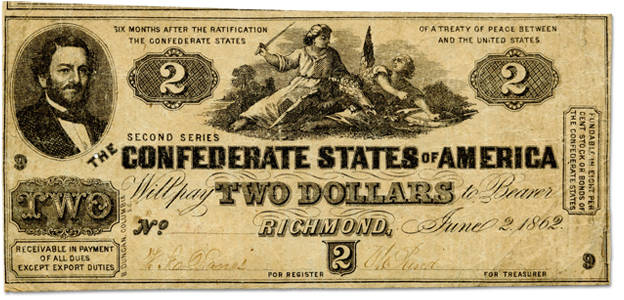 SIX MONTHS AFTER THE RATIFICATION
OF A TREATY OF PEACE BETWEEN
THE CONFEDERATE STATES
AND THE UNITED STATES
2
2
SECOND SERIES
THE CONFEDERATE STATES OF AMERICA
Will pay TWO DOLLARS to Bearer
No
RICHMOND, June 2, 1862.
9
TWO
B. DUNCAN, COLUMBIA
RECEIVABLE IN PAYMENT
OF ALL DUES
EXCEPT EXPORT DUTIES
2
FOR REGISTER
FOR TREASURER
9
FUNDABLE IN EIGHT PER
CENT STOCK OR BONDS OF
THE CONFEDERATE STATES